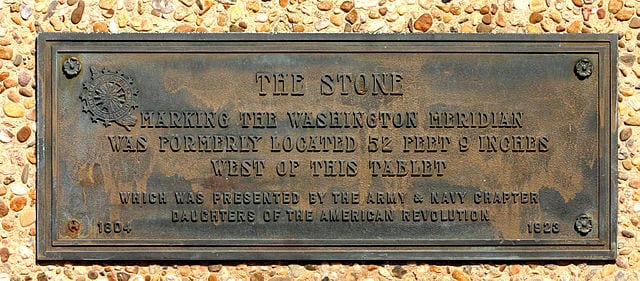 THE STONE
MARKING THE WASHINGTON MERIDIAN
WAS FORMERLY LOCATED 52 FEET 9 INCHES
WEST OF THIS TABLET
WHICH WAS PRESENTED BY THE ARMY & NAVY CHAPTER
DAUGHTERS OF THE AMERICAN REVOLUTION
1804 1923